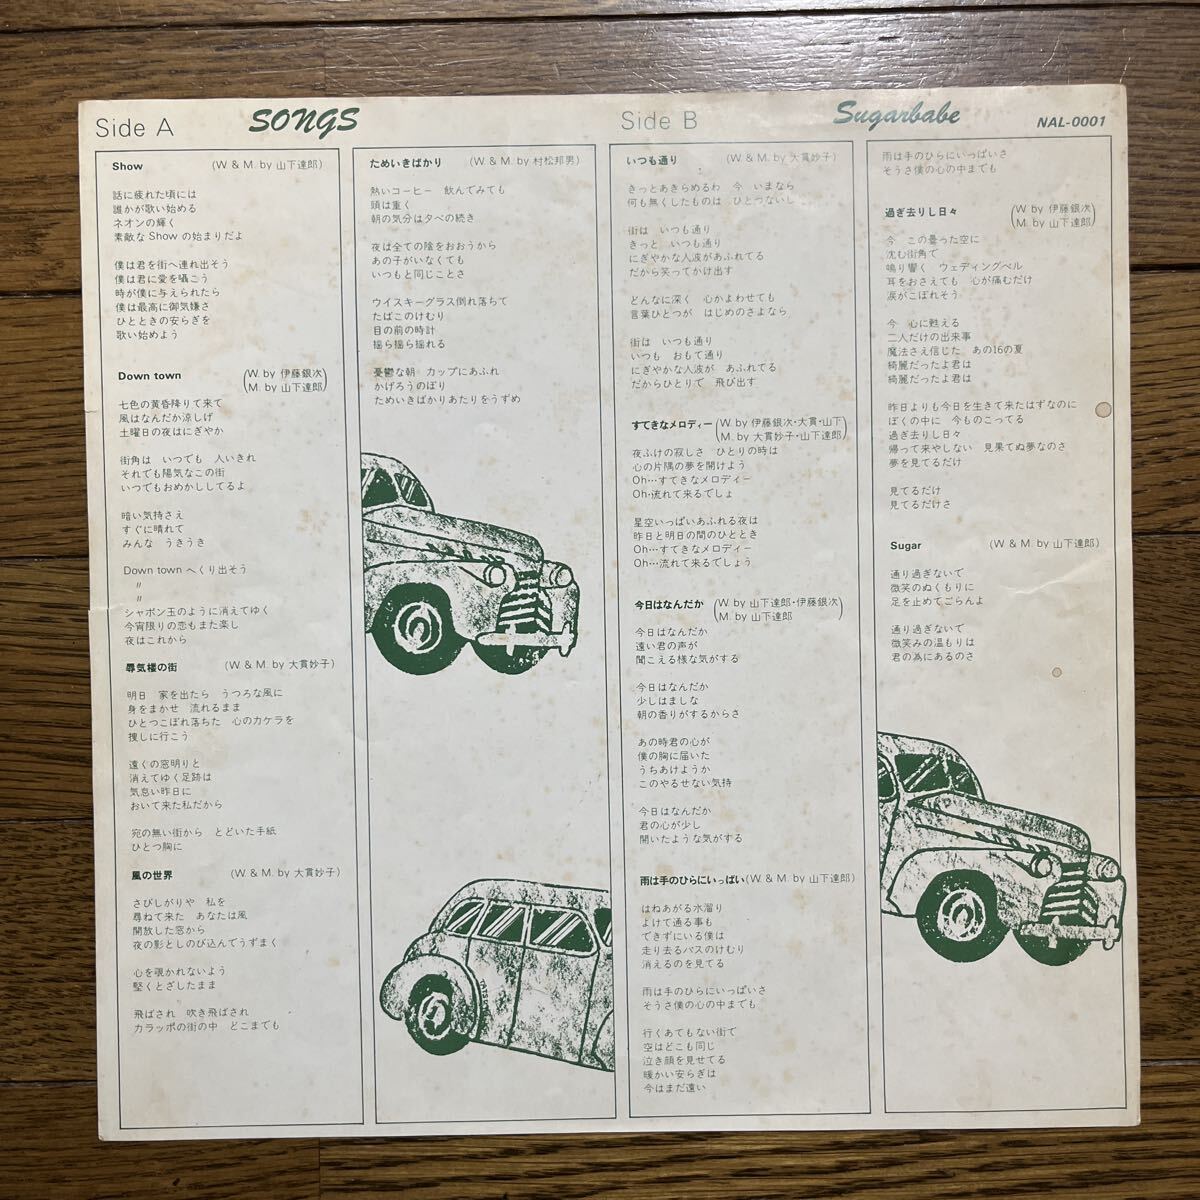 Side A
SONGS
Side B
Sugarbabe
NAL-0001
Show (W. & M. by 山下達郎)
話に疲れた頃には
誰かが歌い始める
ネオンの輝く
素敵な Show の始まりだよ
僕は君を街へ連れ出そう
僕は君に愛を囁こう
時が僕に与えられたら
僕は最高に御気嫌さ
ひとときの安らぎを
歌い始めよう
Down town (W. by 伊藤銀次
M. by 山下達郎)
七色の黄昏降りて来て
風はなんだか涼しげ
土曜日の夜はにぎやか
街角は いつでも 人いきれ
それでも陽気なこの街
いつでもおめかししてるよ
暗い気持さえ
すぐに晴れて
みんな うきうき
Down town へくり出そう
〃
〃
シャボン玉のように消えてゆく
今宵限りの恋もまた楽し
夜はこれから
蜃気楼の街 (W. & M. by 大貫妙子)
明日 家を出たら うつろな風に
身をまかせ 流れるまま
ひとつこぼれ落ちた 心のカケラを
捜しに行こう
遠くの窓明りと
消えてゆく足跡は
気怠い昨日に
おいて来た私だから
宛の無い街から とどいた手紙
ひとつ胸に
風の世界 (W. & M. by 大貫妙子)
さびしがりや 私を
尋ねて来た あなたは風
開放した窓から
夜の影としのび込んでうずまく
心を覗かれないよう
堅くとざしたまま
飛ばされ 吹き飛ばされ
カラッポの街の中 どこまでも
ためいきばかり (W. & M. by 村松邦男)
熱いコーヒー 飲んでみても
頭は重く
朝の気分は夕べの続き
夜は全ての陰をおおうから
あの子がいなくても
いつもと同じことさ
ウイスキーグラス倒れ落ちて
たばこのけむり
目の前の時計
揺ら揺ら揺れる
憂鬱な朝 カップにあふれ
かげろうのぼり
ためいきばかりあたりをうずめ
いつも通り (W. & M. by 大貫妙子)
きっとあきらめるわ 今 いまなら
何も無くしたものは ひとつないし
街は いつも通り
きっと いつも通り
にぎやかな人波があふれてる
だから笑ってかけ出す
どんなに深く 心かよわせても
言葉ひとつが はじめのさよなら
街は いつも通り
いつも おもて通り
にぎやかな人波が あふれてる
だからひとりで 飛び出す
すてきなメロディー (W. by 伊藤銀次・大貫・山下
M. by 大貫妙子・山下達郎)
夜ふけの寂しさ ひとりの時は
心の片隅の夢を開けよう
Oh…すてきなメロディー
Oh·流れて来るでしょ
星空いっぱいあふれる夜は
昨日と明日の間のひととき
Oh…すてきなメロディー
Oh…流れて来るでしょう
今日はなんだか (W. by 山下達郎・伊藤銀次
M. by 山下達郎)
今日はなんだか
遠い君の声が
聞こえる様な気がする
今日はなんだか
少しはましな
朝の香りがするからさ
あの時君の心が
僕の胸に届いた
うちあけようか
このやるせない気持
今日はなんだか
君の心が少し
開いたような気がする
雨は手のひらにいっぱい (W. & M. by 山下達郎)
はねあがる水溜り
よけて通る事も
できずにいる僕は
走り去るバスのけむり
消えるのを見てる
雨は手のひらにいっぱいさ
そうさ僕の心の中までも
行くあてもない街で
空はどこも同じ
泣き顔を見せてる
暖かい安らぎは
今はまだ遠い
雨は手のひらにいっぱいさ
そうさ僕の心の中までも
過ぎ去りし日々 (W. by 伊藤銀次
M. by 山下達郎)
今 この曇った空に
沈む街角で
鳴り響く ウェディングベル
耳をおさえても 心が痛むだけ
涙がこぼれそう
今 心に甦える
二人だけの出来事
魔法さえ信じた あの16の夏
綺麗だったよ君は
綺麗だったよ君は
昨日よりも今日を生きて来たはずなのに
ぼくの中に 今ものこってる
過ぎ去りし日々
帰って来やしない 見果てぬ夢なのさ
夢を見てるだけ
見てるだけ
見てるだけさ
Sugar (W. & M. by 山下達郎)
通り過ぎないで
微笑のぬくもりに
足を止めてごらんよ
通り過ぎないで
微笑みの温もりは
君の為にあるのさ